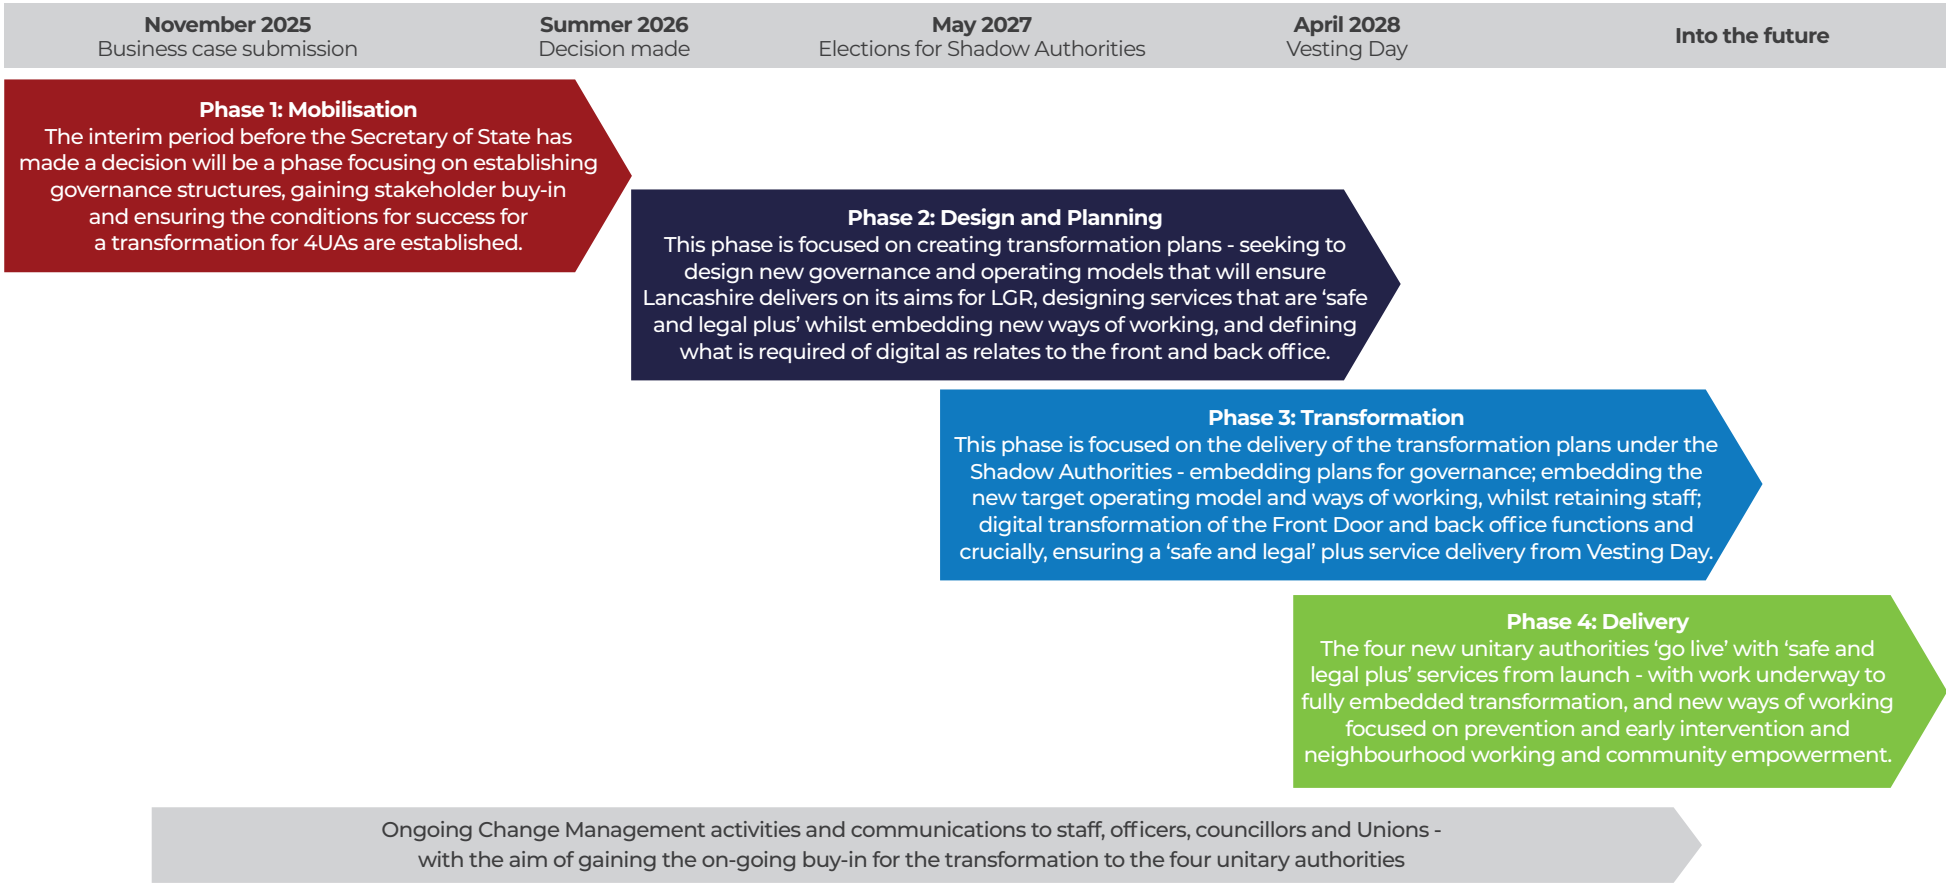 November 2025
Business case submission
Summer 2026
Decision made
May 2027
Elections for Shadow Authorities
April 2028
Vesting Day
Into the future
Phase 1: Mobilisation
The interim period before the Secretary of State has
made a decision will be a phase focusing on establishing
governance structures, gaining stakeholder buy-in
and ensuring the conditions for success for
a transformation for 4UAs are established.
Phase 2: Design and Planning
This phase is focused on creating transformation plans - seeking to
design new governance and operating models that will ensure
Lancashire delivers on its aims for LGR, designing services that are ‘safe
and legal plus’ whilst embedding new ways of working, and defining
what is required of digital as relates to the front and back office.
Phase 3: Transformation
This phase is focused on the delivery of the transformation plans under the
Shadow Authorities - embedding plans for governance; embedding the
new target operating model and ways of working, whilst retaining staff;
digital transformation of the Front Door and back office functions and
crucially, ensuring a ‘safe and legal’ plus service delivery from Vesting Day.
Phase 4: Delivery
The four new unitary authorities ‘go live’ with ‘safe and
legal plus’ services from launch - with work underway to
fully embedded transformation, and new ways of working
focused on prevention and early intervention and
neighbourhood working and community empowerment.
Ongoing Change Management activities and communications to staff, officers, councillors and Unions -
with the aim of gaining the on-going buy-in for the transformation to the four unitary authorities